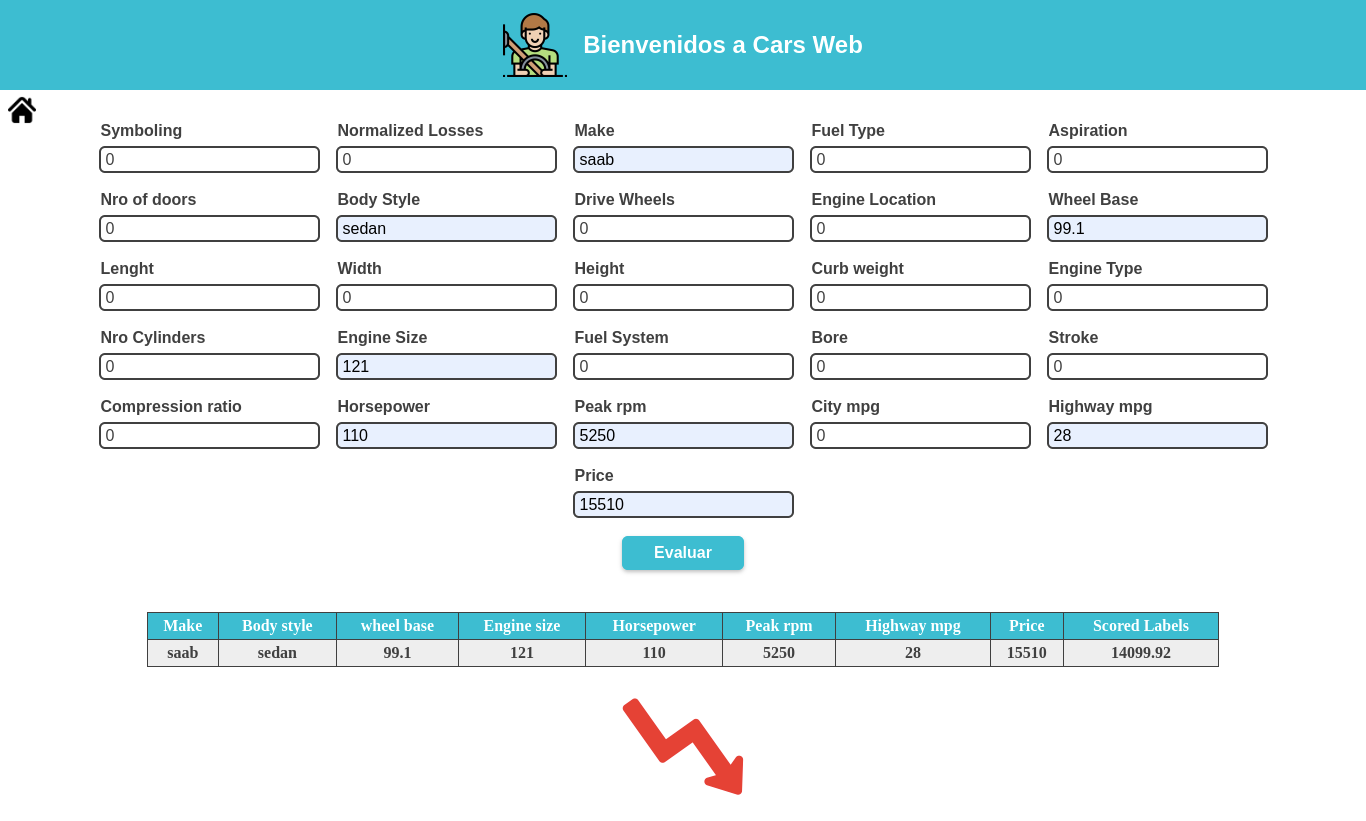 Bienvenidos a Cars Web
Symboling Normalized Losses Make Fuel Type Aspiration
0 0 saab 0 0
Nro of doors Body Style Drive Wheels Engine Location Wheel Base
0 sedan 0 0 99.1
Lenght Width Height Curb weight Engine Type
0 0 0 0 0
Nro Cylinders Engine Size Fuel System Bore Stroke
0 121 0 0 0
Compression ratio Horsepower Peak rpm City mpg Highway mpg
0 110 5250 0 28
Price
15510
Evaluar
Make Body style wheel base Engine size Horsepower Peak rpm Highway mpg Price Scored Labels
saab sedan 99.1 121 110 5250 28 15510 14099.92